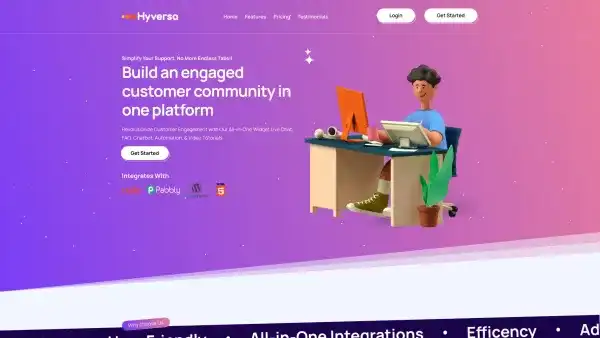 Hyversa
Home Features Pricing Testimonials
Login
Get Started
Simplify Your Support, No More Endless Tabs!!
Build an engaged
customer community in
one platform
Revolutionize Customer Engagement with Our All-in-One Widget: Live Chat,
FAQ, Chatbot, Automation, & Video Tutorials
Get Started
Integrates With
Pabbly
5
Why Choose Us
User Friendly • All-in-One Integrations • Efficency • Ad